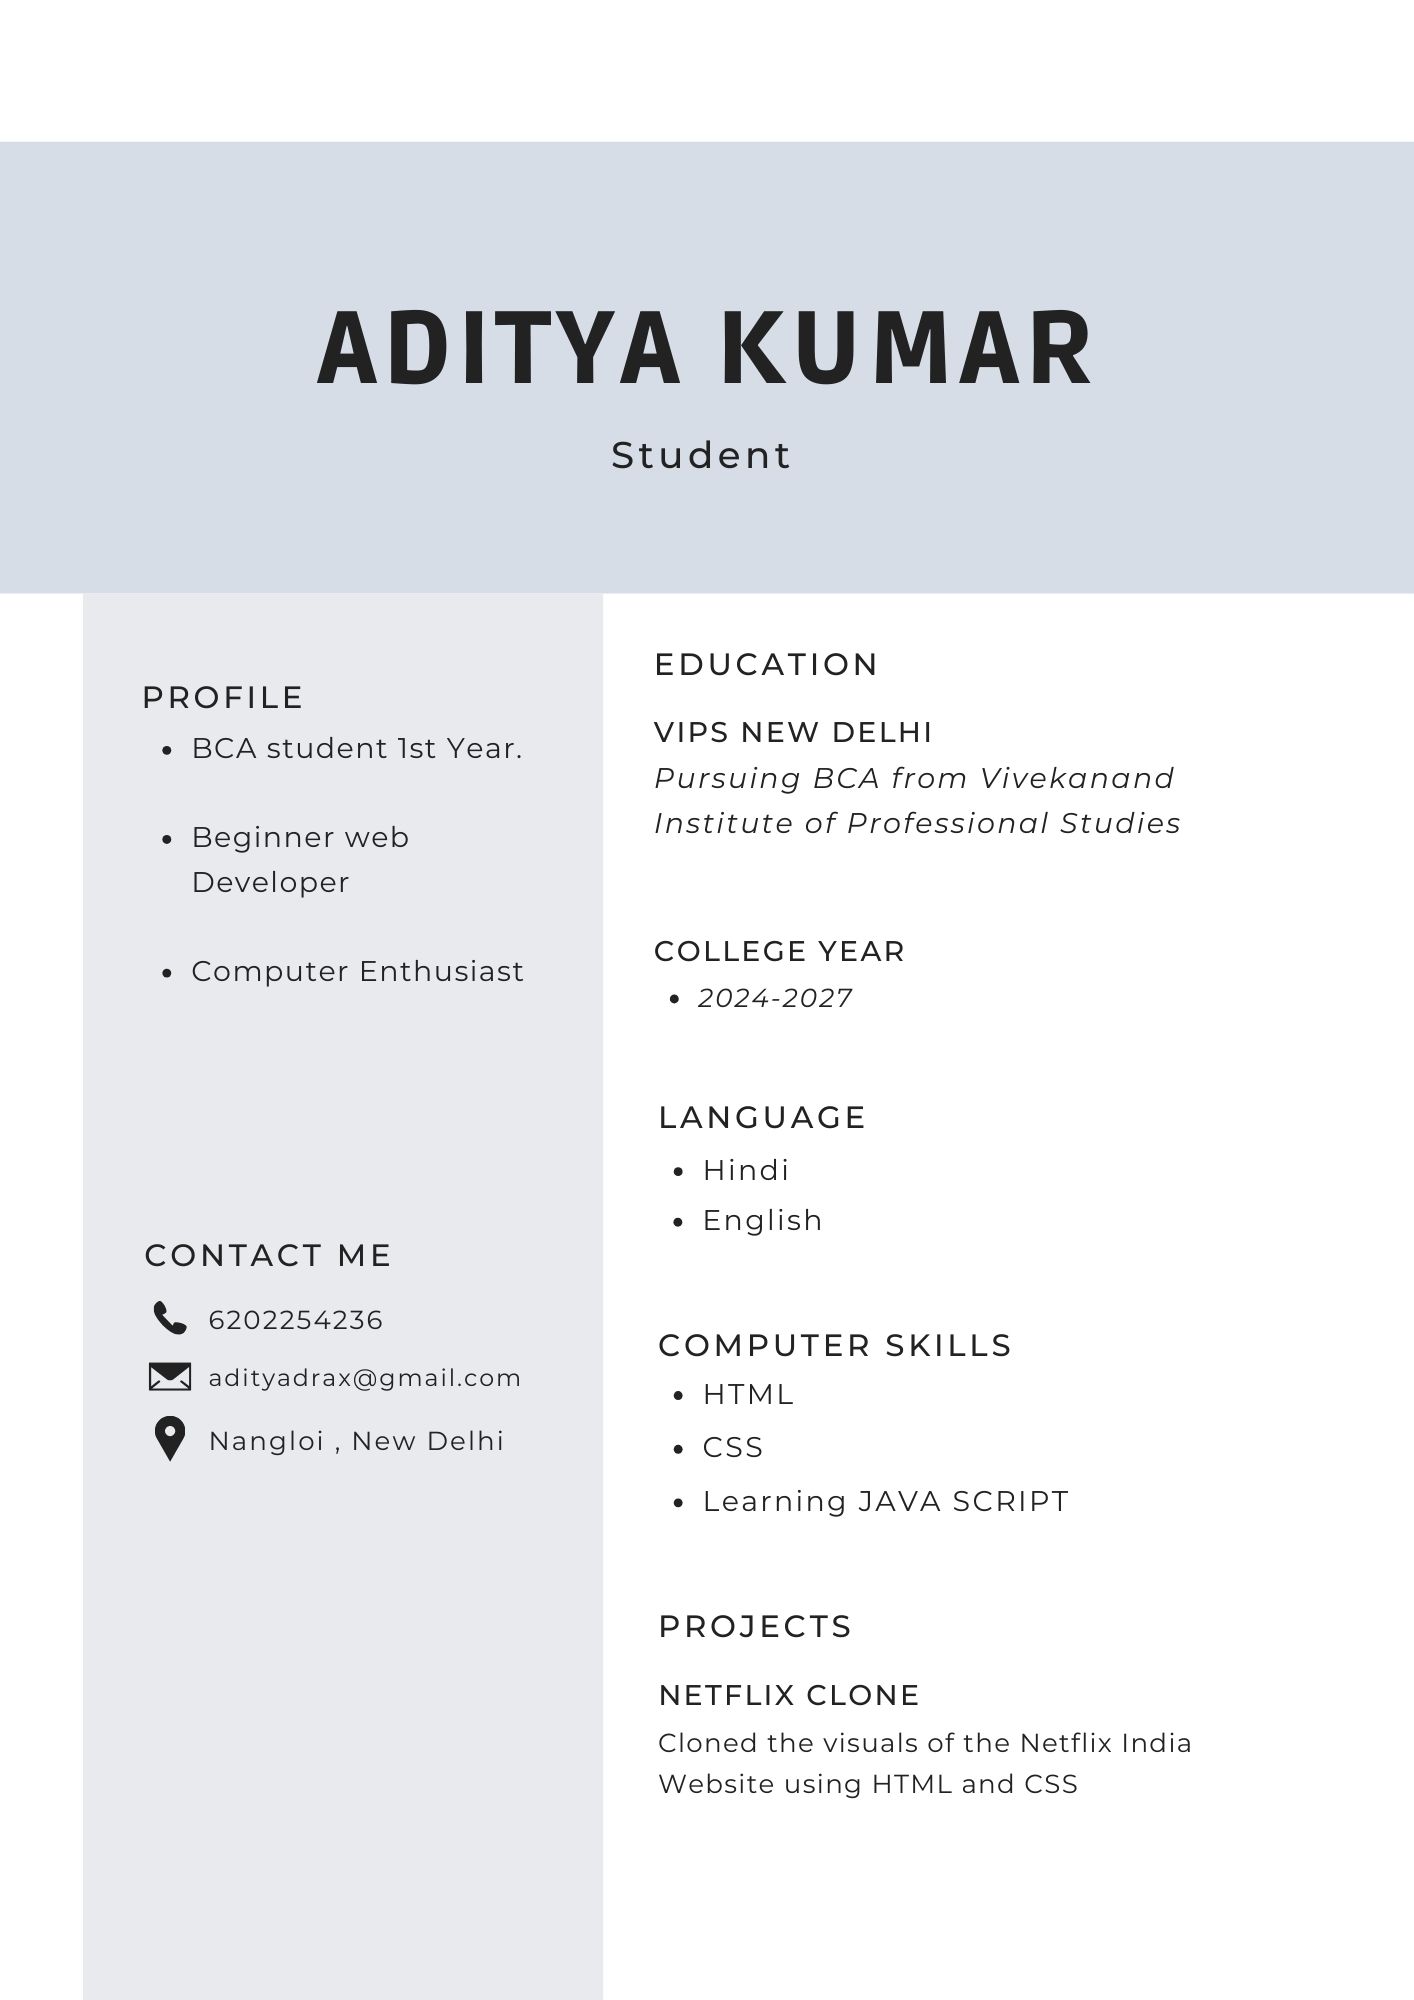 ADITYA KUMAR
Student
PROFILE
• BCA student 1st Year.
• Beginner web
Developer
• Computer Enthusiast
CONTACT ME
6202254236
adityadrax@gmail.com
Nangloi , New Delhi
EDUCATION
VIPS NEW DELHI
Pursuing BCA from Vivekanand
Institute of Professional Studies
COLLEGE YEAR
• 2024-2027
LANGUAGE
• Hindi
• English
COMPUTER SKILLS
• HTML
• CSS
• Learning JAVA SCRIPT
PROJECTS
NETFLIX CLONE
Cloned the visuals of the Netflix India
Website using HTML and CSS